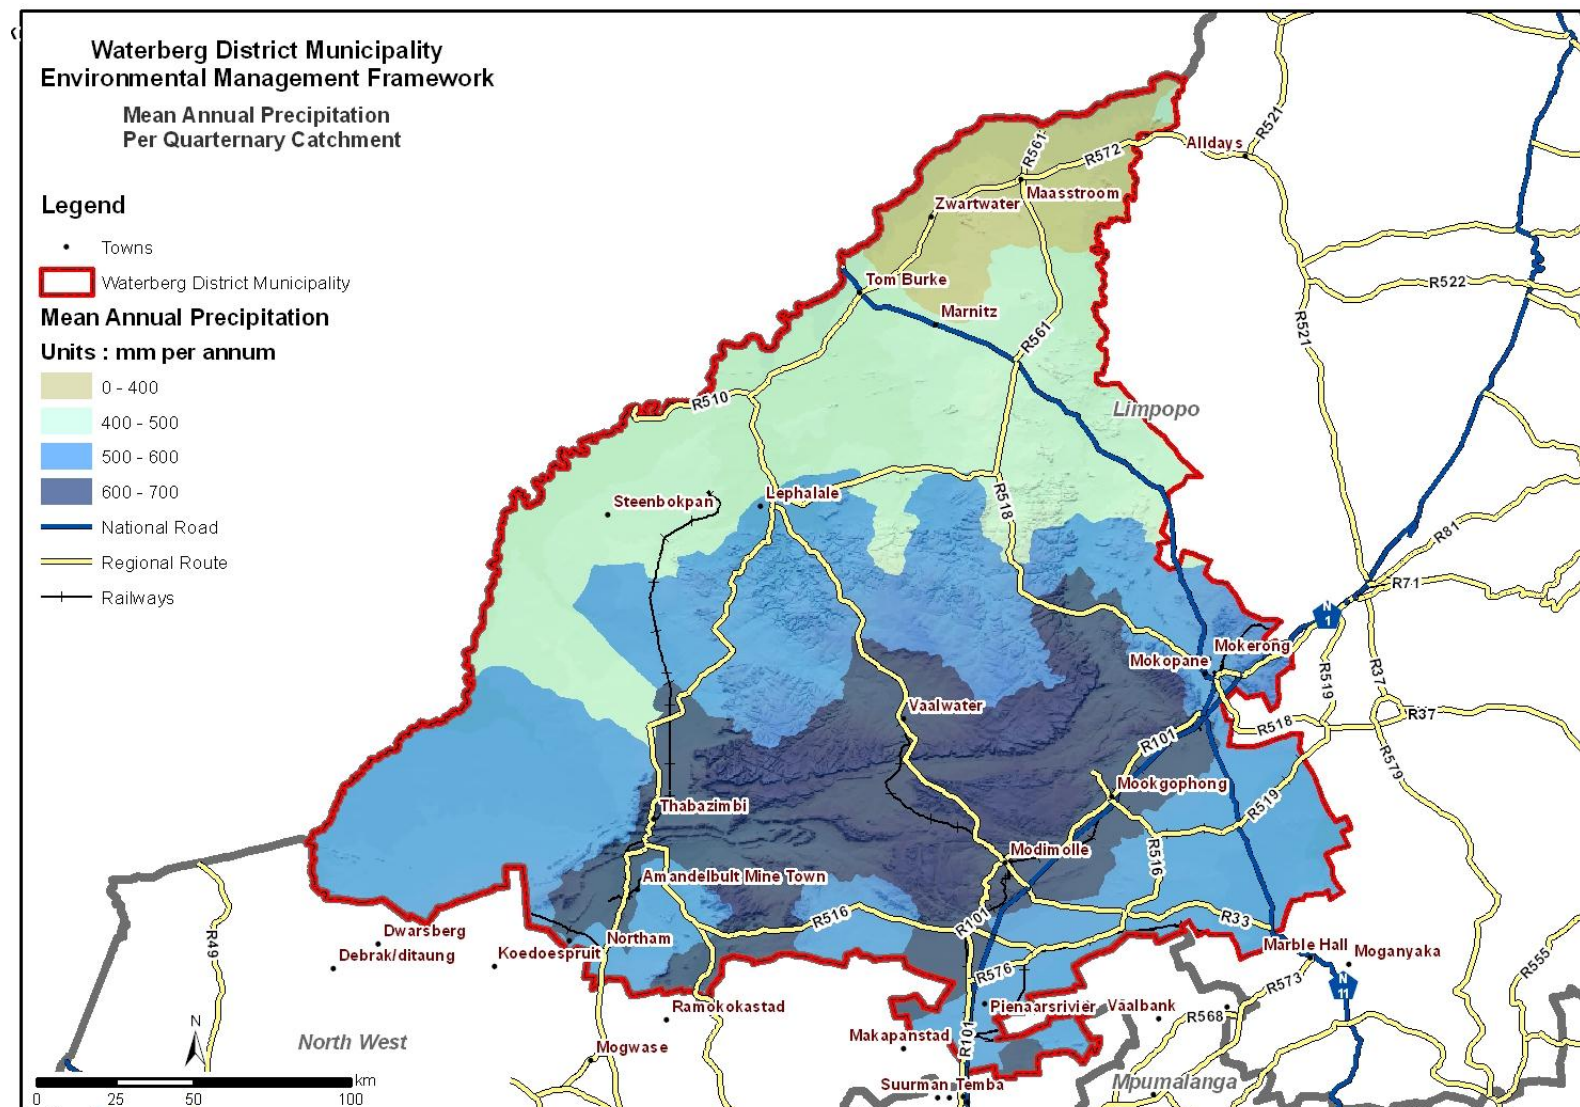 Waterberg District Municipality
Environmental Management Framework
Mean Annual Precipitation
Per Quarternary Catchment
Legend
Towns
Waterberg District Municipality
Mean Annual Precipitation
Units : mm per annum
0 - 400
400 - 500
500 - 600
600 - 700
National Road
Regional Route
Railways
R521
Alldays
R561
R572
Maasstroom
Zwartwater
Tom Burke
R522
Marnitz
R521
R561
R510
Limpopo
Steenbokpan
Lephalale
R518
R81
R71
N
1
Mokerong
Mokopane
R519
R37
Vaalwater
R518
R37
R101
R579
Mookgophong
Thabazimbi
R519
Modimolle
R516
Amandelbult Mine Town
R516
R101
R33
Dwarsberg
Northam
Marble Hall
R49
Debrak/ditaung
Koedoespruit
Moganyaka
R576
R573
R555
N
11
Ramokokastad
Pienaarsrivier
Vaalbank
R568
N
North West
Makapanstad
R101
Mogwase
Suurman
Temba
Mpumalanga
km
0
25
50
100